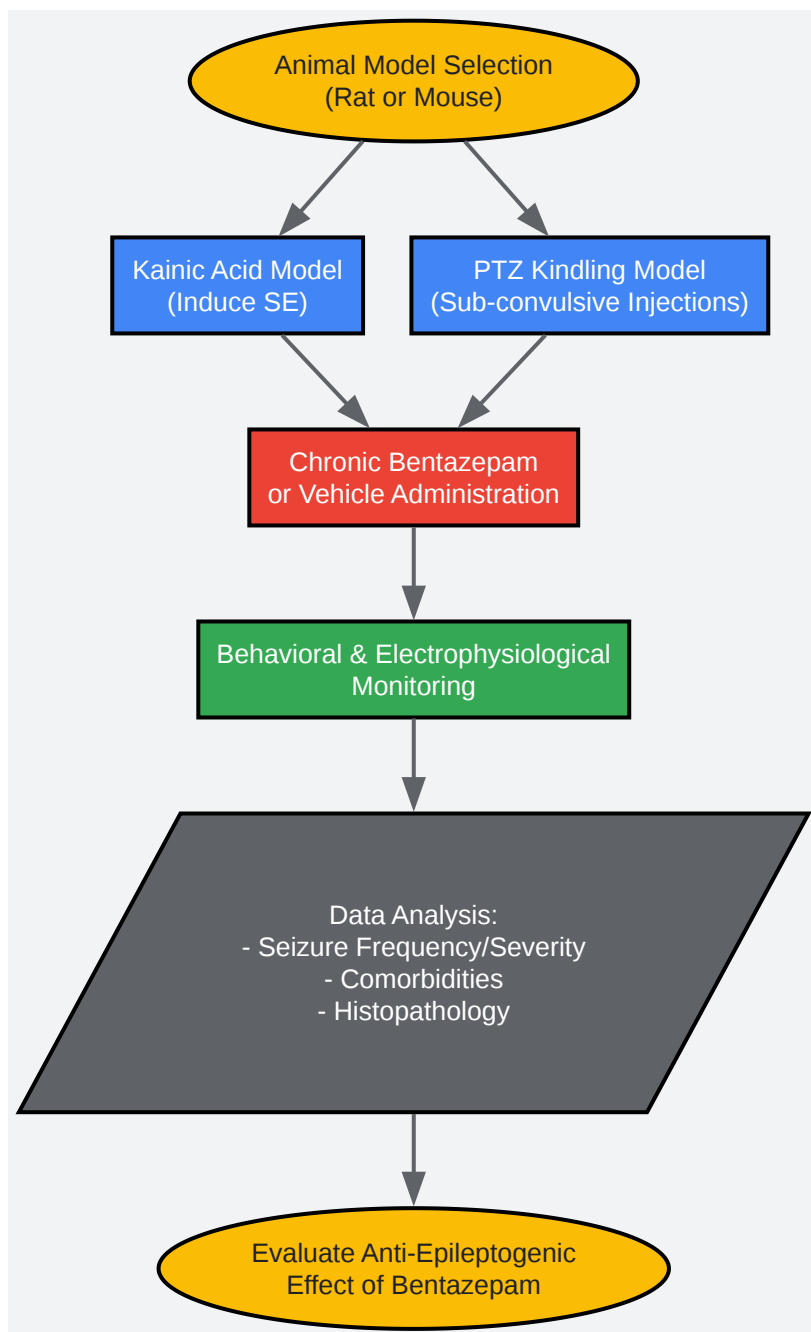 Animal Model Selection
(Rat or Mouse)
Kainic Acid Model
(Induce SE)
PTZ Kindling Model
(Sub-convulsive Injections)
Chronic Bentazepam
or Vehicle Administration
Behavioral & Electrophysiological
Monitoring
Data Analysis:
- Seizure Frequency/Severity
- Comorbidities
- Histopathology
Evaluate Anti-Epileptogenic
Effect of Bentazepam